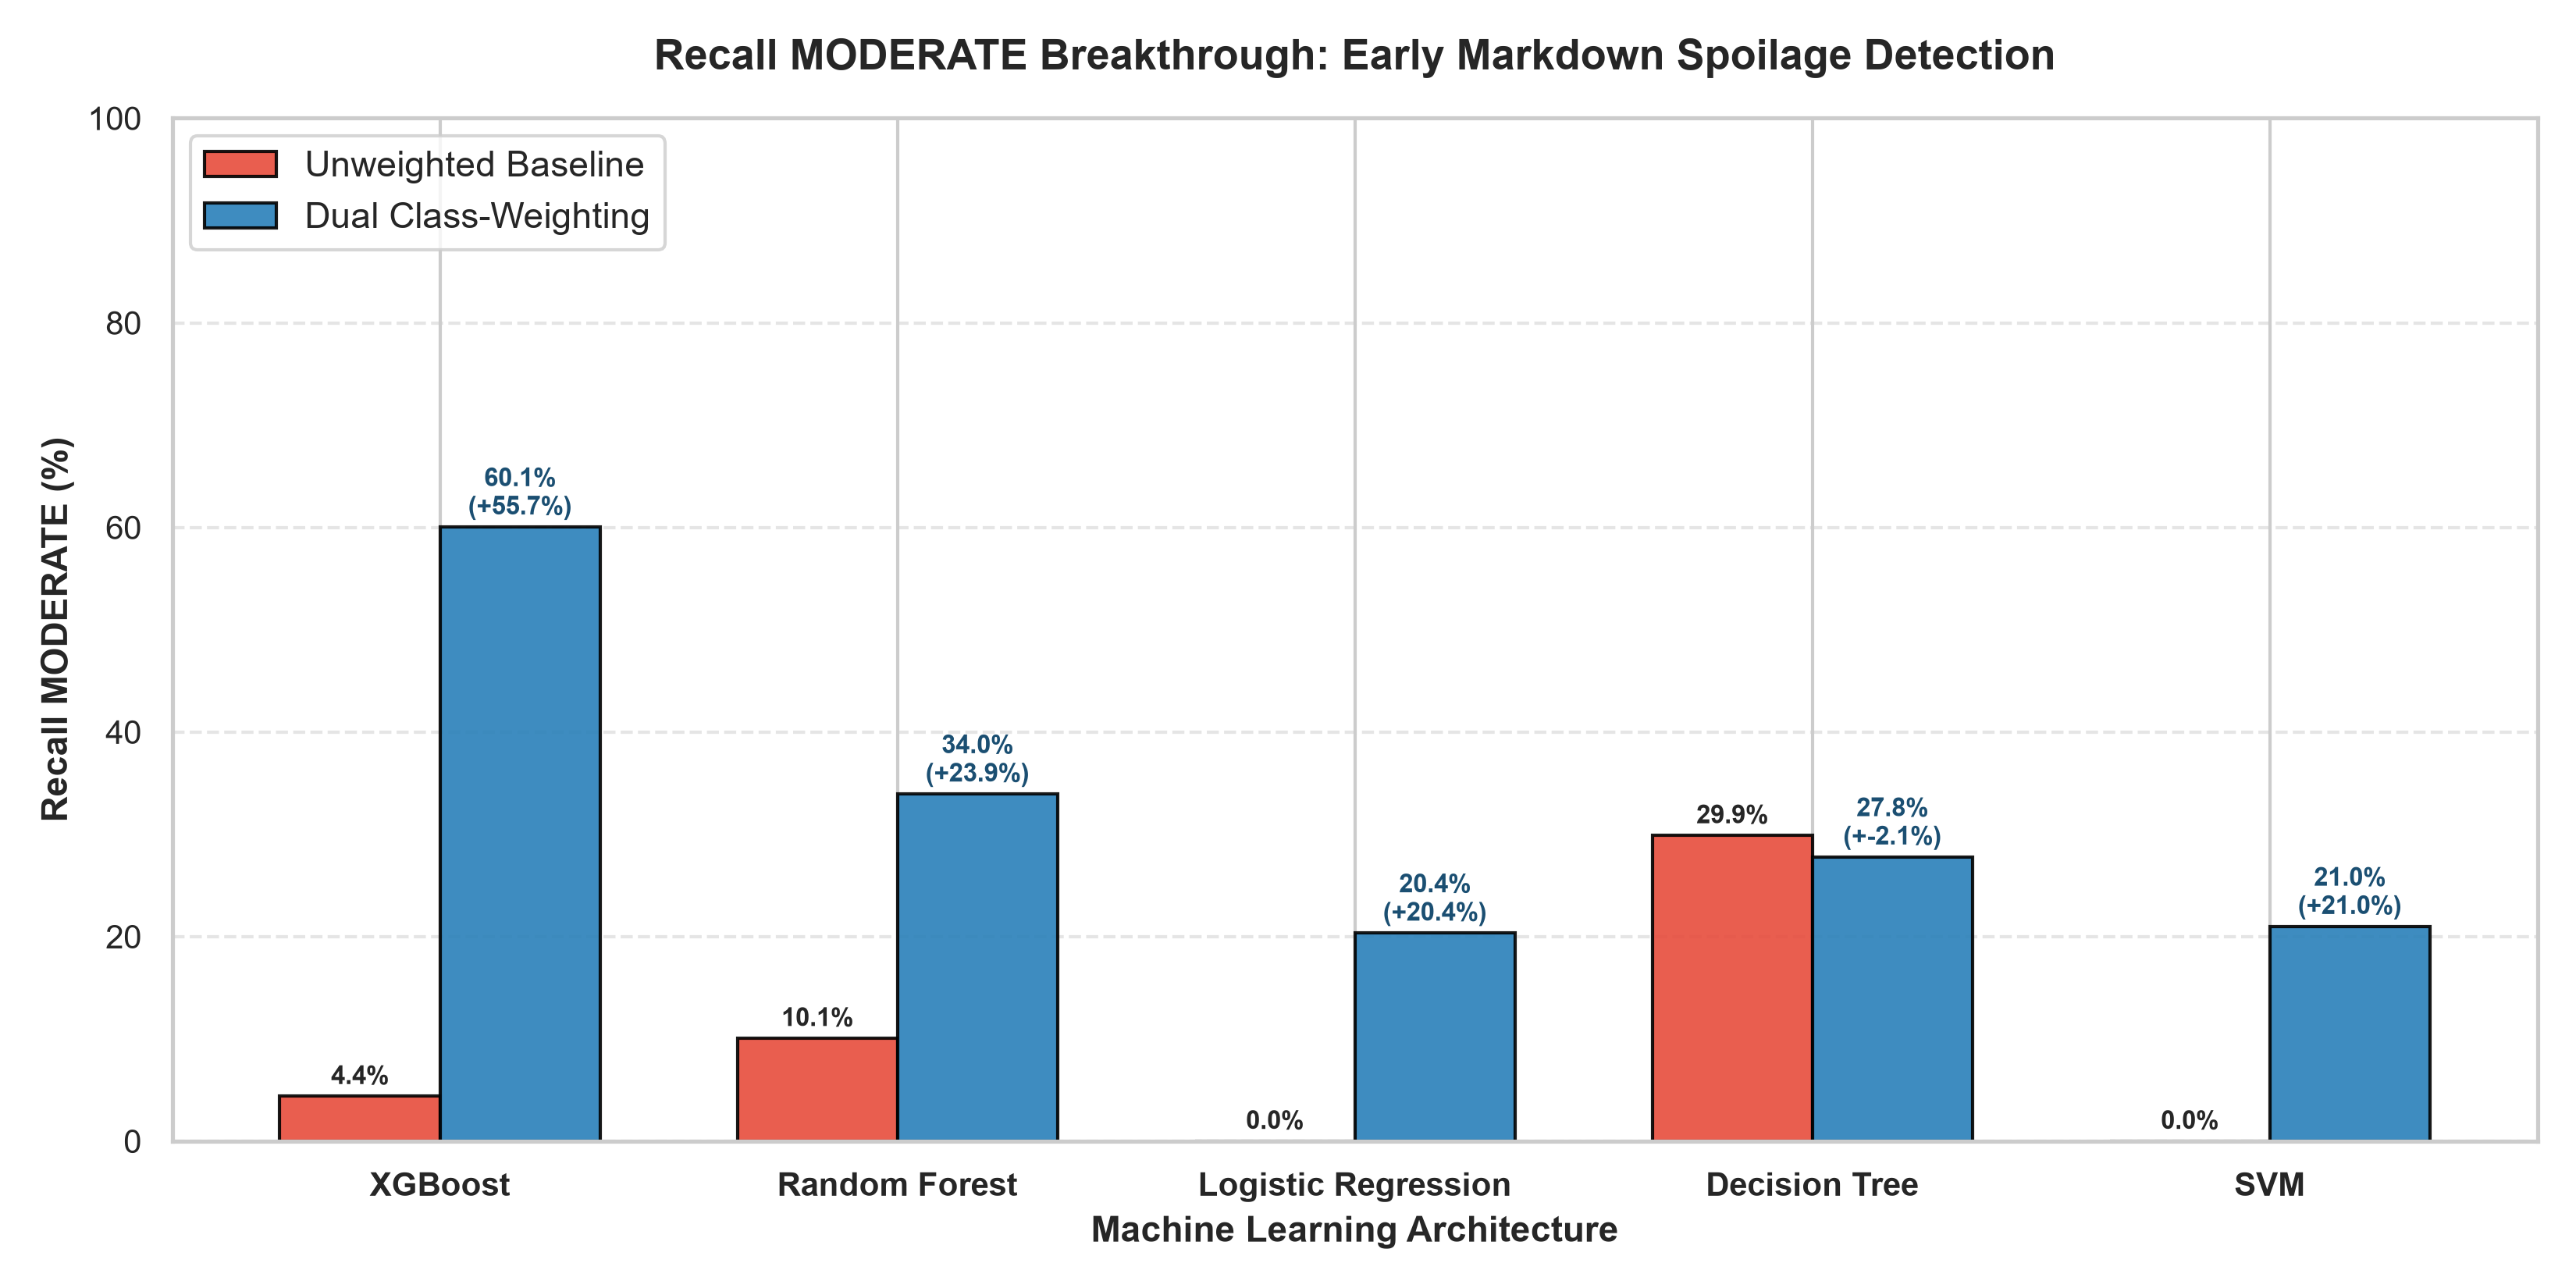 Recall MODERATE Breakthrough: Early Markdown Spoilage Detection
Unweighted Baseline
Dual Class-Weighting
Recall MODERATE (%)
100
80
60
40
20
0
4.4%
60.1%
(+55.7%)
10.1%
34.0%
(+23.9%)
0.0%
20.4%
(+20.4%)
29.9%
27.8%
(+-2.1%)
0.0%
21.0%
(+21.0%)
XGBoost
Random Forest
Logistic Regression
Decision Tree
SVM
Machine Learning Architecture